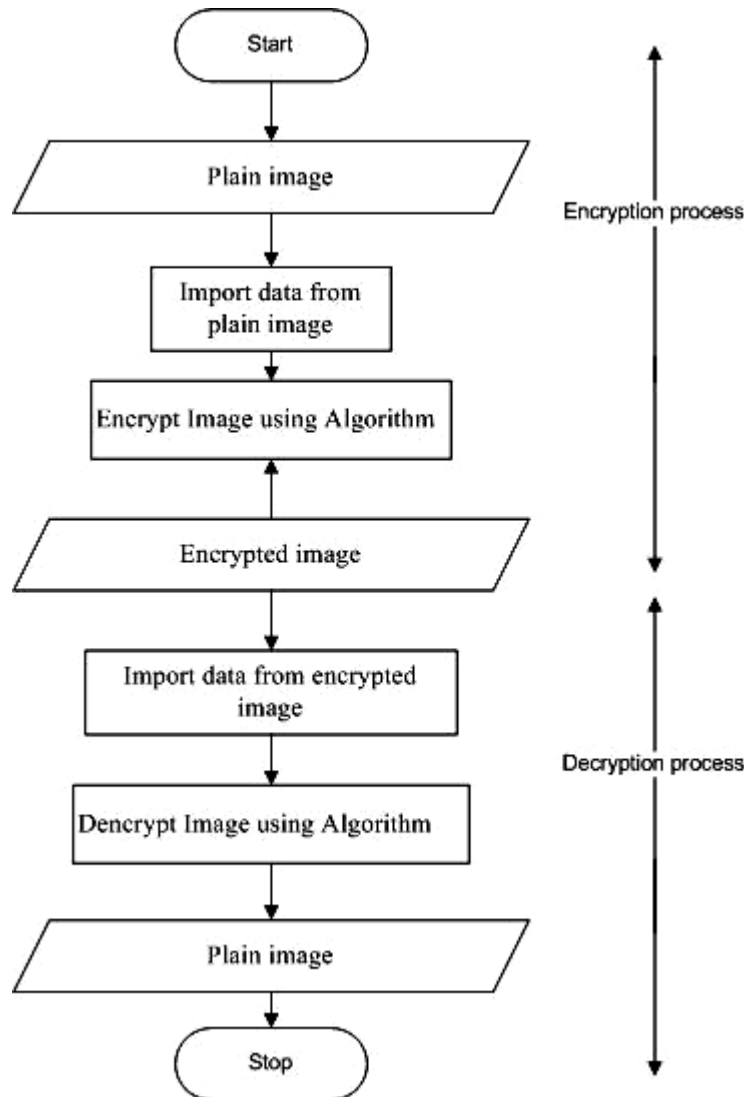 Start
Plain image
Encryption process
Import data from
plain image
Encrypt Image using Algorithm
Encrypted image
Import data from encrypted
image
Decryption process
Dencrypt Image using Algorithm
Plain image
Stop